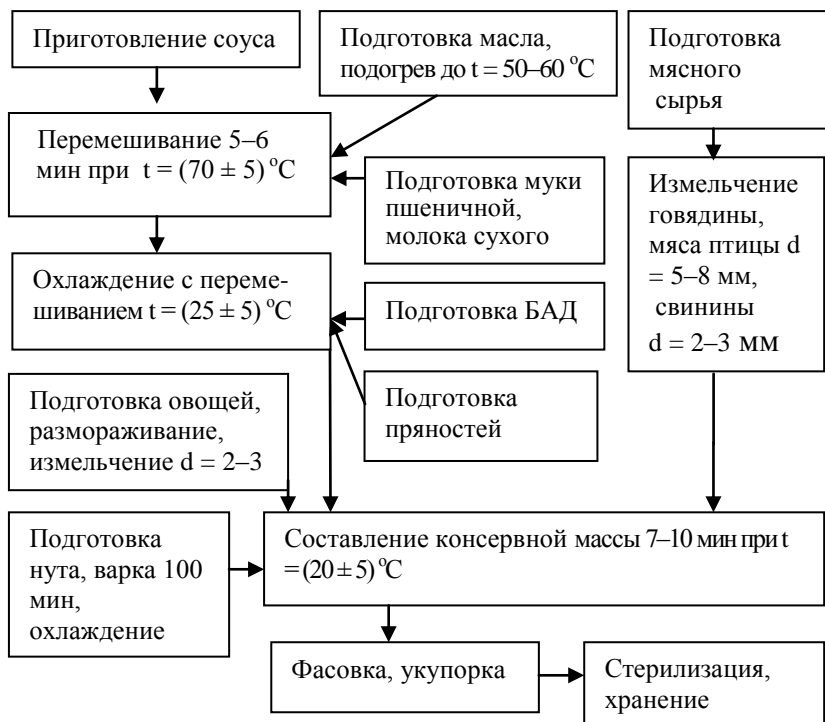 Приготовление соуса
Подготовка масла,
подогрев до t = 50–60 °С
Подготовка
мясного
сырья
Перемешивание 5–6
мин при t = (70 ± 5) °С
Подготовка муки
пшеничной,
молока сухого
Измельчение
говядины,
мяса птицы d
= 5–8 мм,
свинины
d = 2–3 мм
Охлаждение с переме-
шиванием t = (25 ± 5) °С
Подготовка БАД
Подготовка
пряностей
Подготовка овощей,
размораживание,
измельчение d = 2–3
Подготовка
нута, варка 100
мин,
охлаждение
Составление консервной массы 7–10 мин при t
= (20 ± 5) °С
Фасовка, укупорка
Стерилизация,
хранение